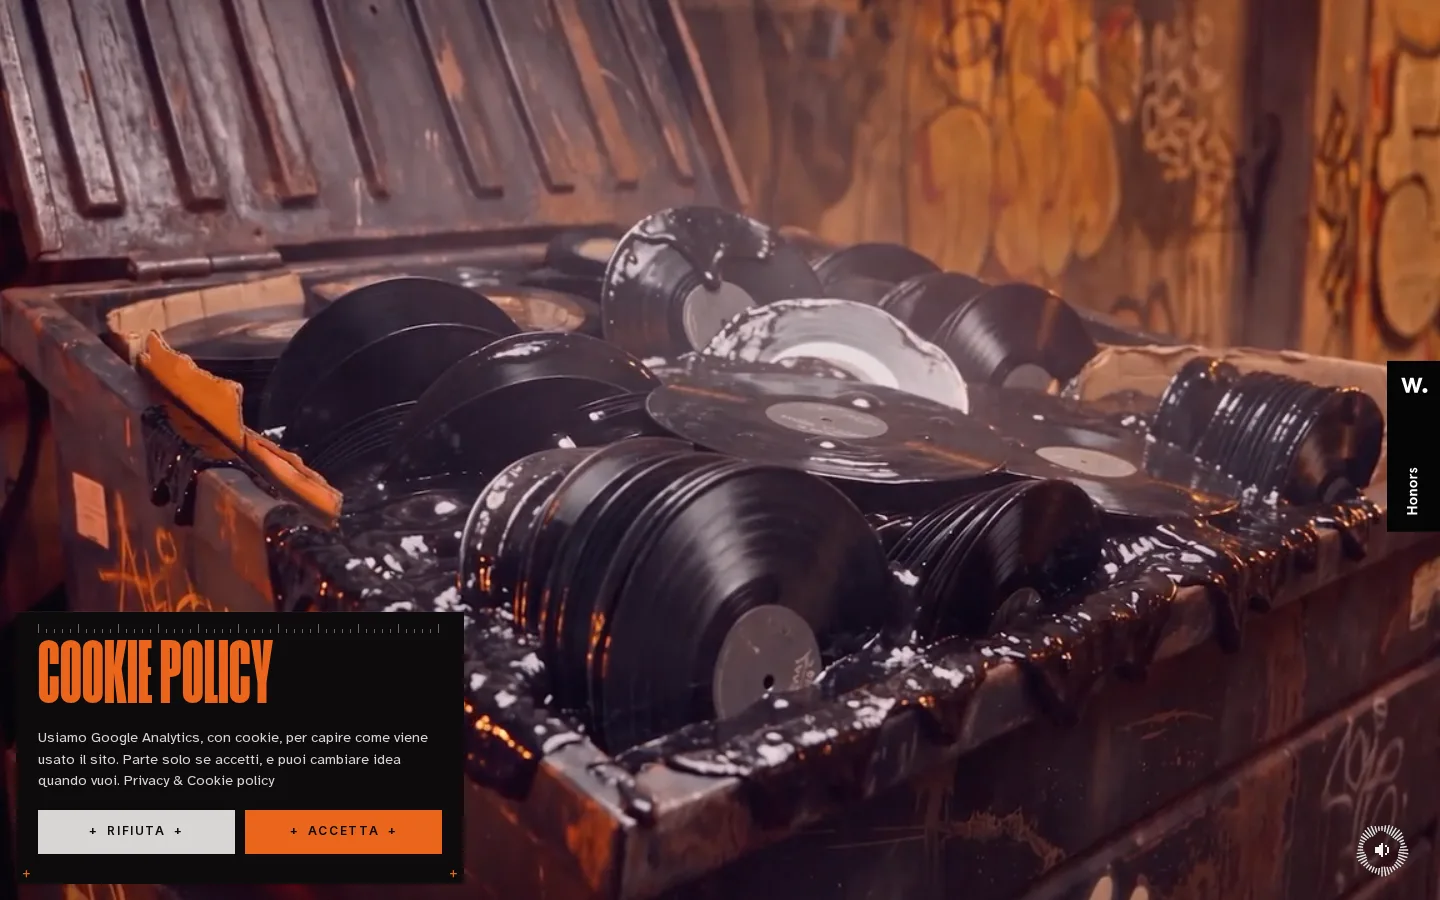 W.
Honors
COOKIE POLICY
Usiamo Google Analytics, con cookie, per capire come viene
usato il sito. Parte solo se accetti, e puoi cambiare idea
quando vuoi. Privacy & Cookie policy
+ RIFIUTA +
+ ACCETTA +